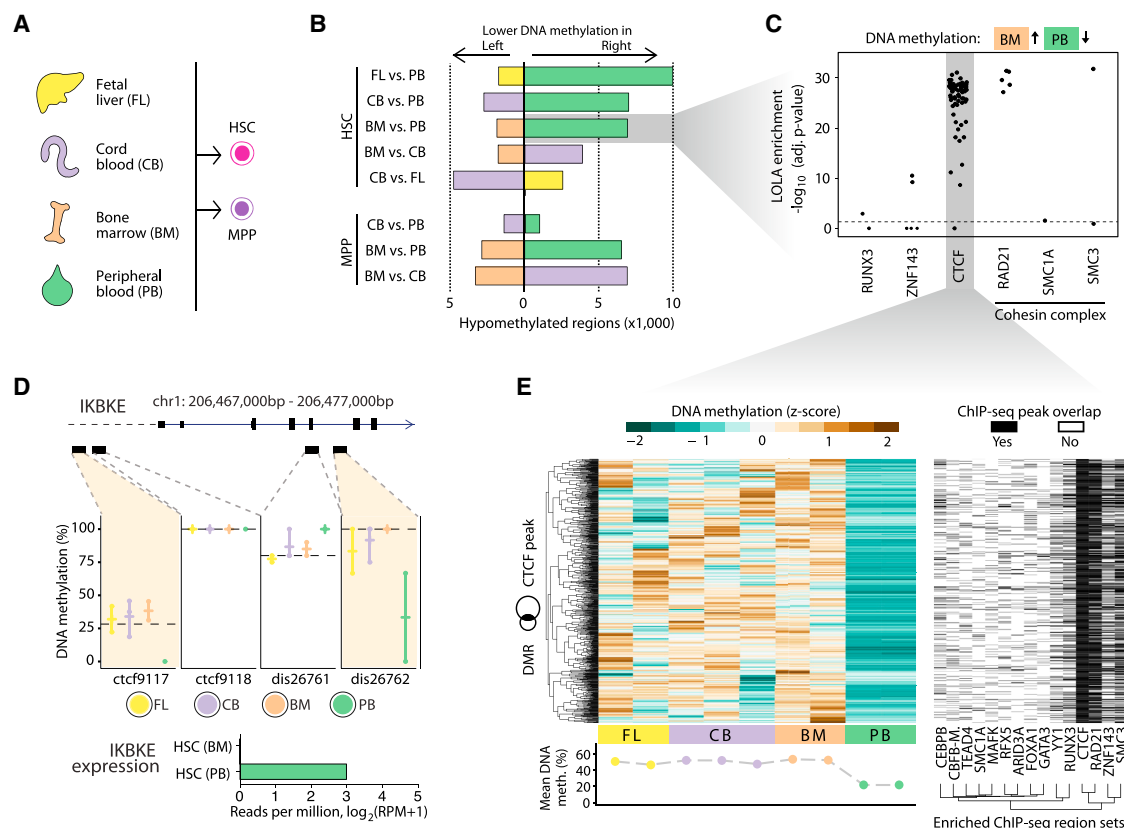 A
Fetal
liver (FL)
Cord
blood (CB)
Bone
marrow (BM)
Peripheral
blood (PB)
HSC
MPP
B
Lower DNA methylation in
Left
Right
HSC
FL vs. PB
CB vs. PB
BM vs. PB
BM vs. CB
CB vs. FL
MPP
CB vs. PB
BM vs. PB
BM vs. CB
5 0 5 10
Hypomethylated regions (x1,000)
C
DNA methylation: BM PB
LOLA enrichment
-log10 (adj. p-value)
30
20
10
0
RUNX3
ZNF143
CTCF
RAD21
SMC1A
SMC3
Cohesin complex
D
IKBKE
chr1: 206,467,000bp - 206,477,000bp
DNA methylation (%)
100
75
50
25
0
ctcf9117 ctcf9118 dis26761 dis26762
FL CB BM PB
IKBKE
expression
HSC (BM)
HSC (PB)
0 1 2 3 4 5
Reads per million, log2(RPM+1)
E
DNA methylation (z-score)
−2 − 1 0 1 2
ChIP-seq peak overlap
Yes No
CTCF peak
DMR
FL CB BM PB
Mean DNA
meth. (%)
60
40
20
0
CEBPB
CBFB-M.
TEAD4
SMC1A
MAFK
RFX5
ARID3A
FOXA1
GATA3
YY1
RUNX3
CTCF
RAD21
ZNF143
SMC3
Enriched ChIP-seq region sets